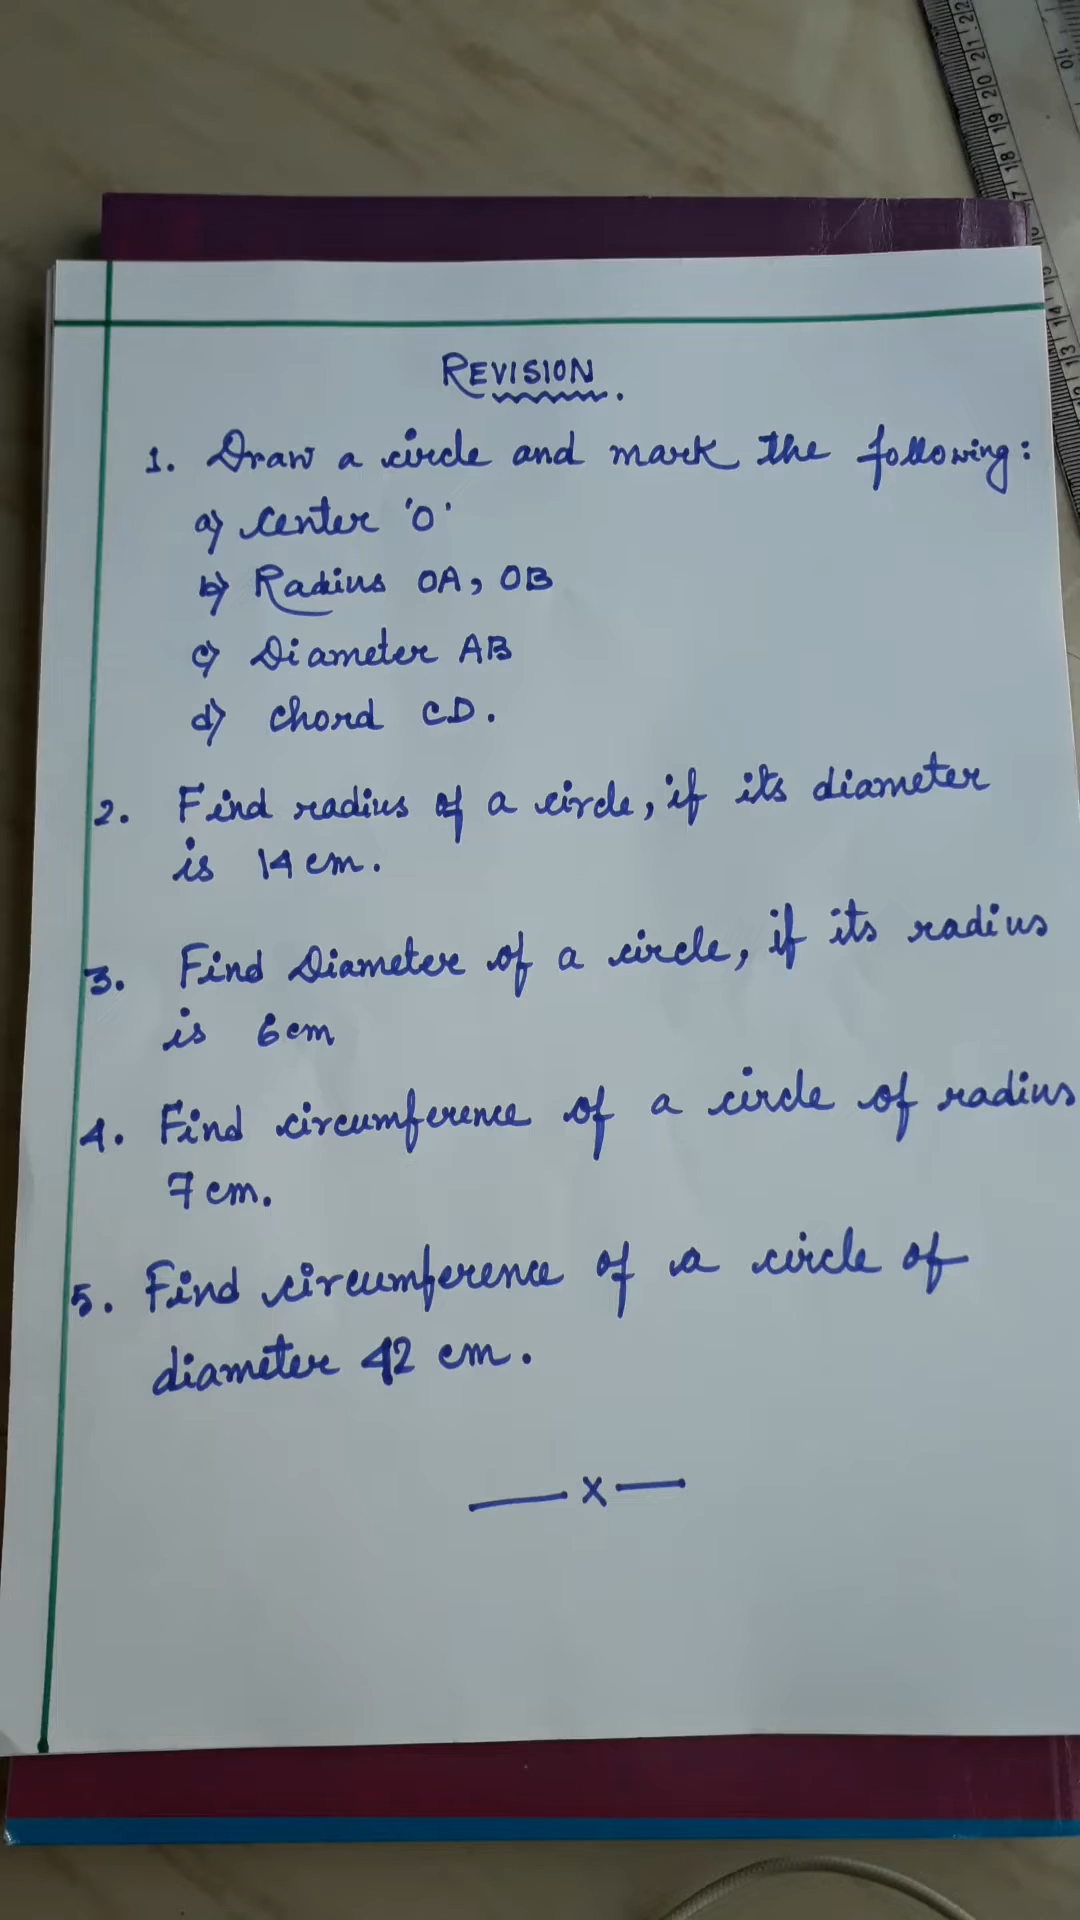 REVISION.
1. Draw a circle and mark the following:
a) center 'O'
b) Radius OA, OB
c) Diameter AB
d) chord CD.
2. Find radius of a circle, if its diameter
is 14 cm.
3. Find Diameter of a circle, if its radius
is 6 cm
4. Find circumference of a circle of radius
7 cm.
5. Find circumference of a circle of
diameter 42 cm.
— x —